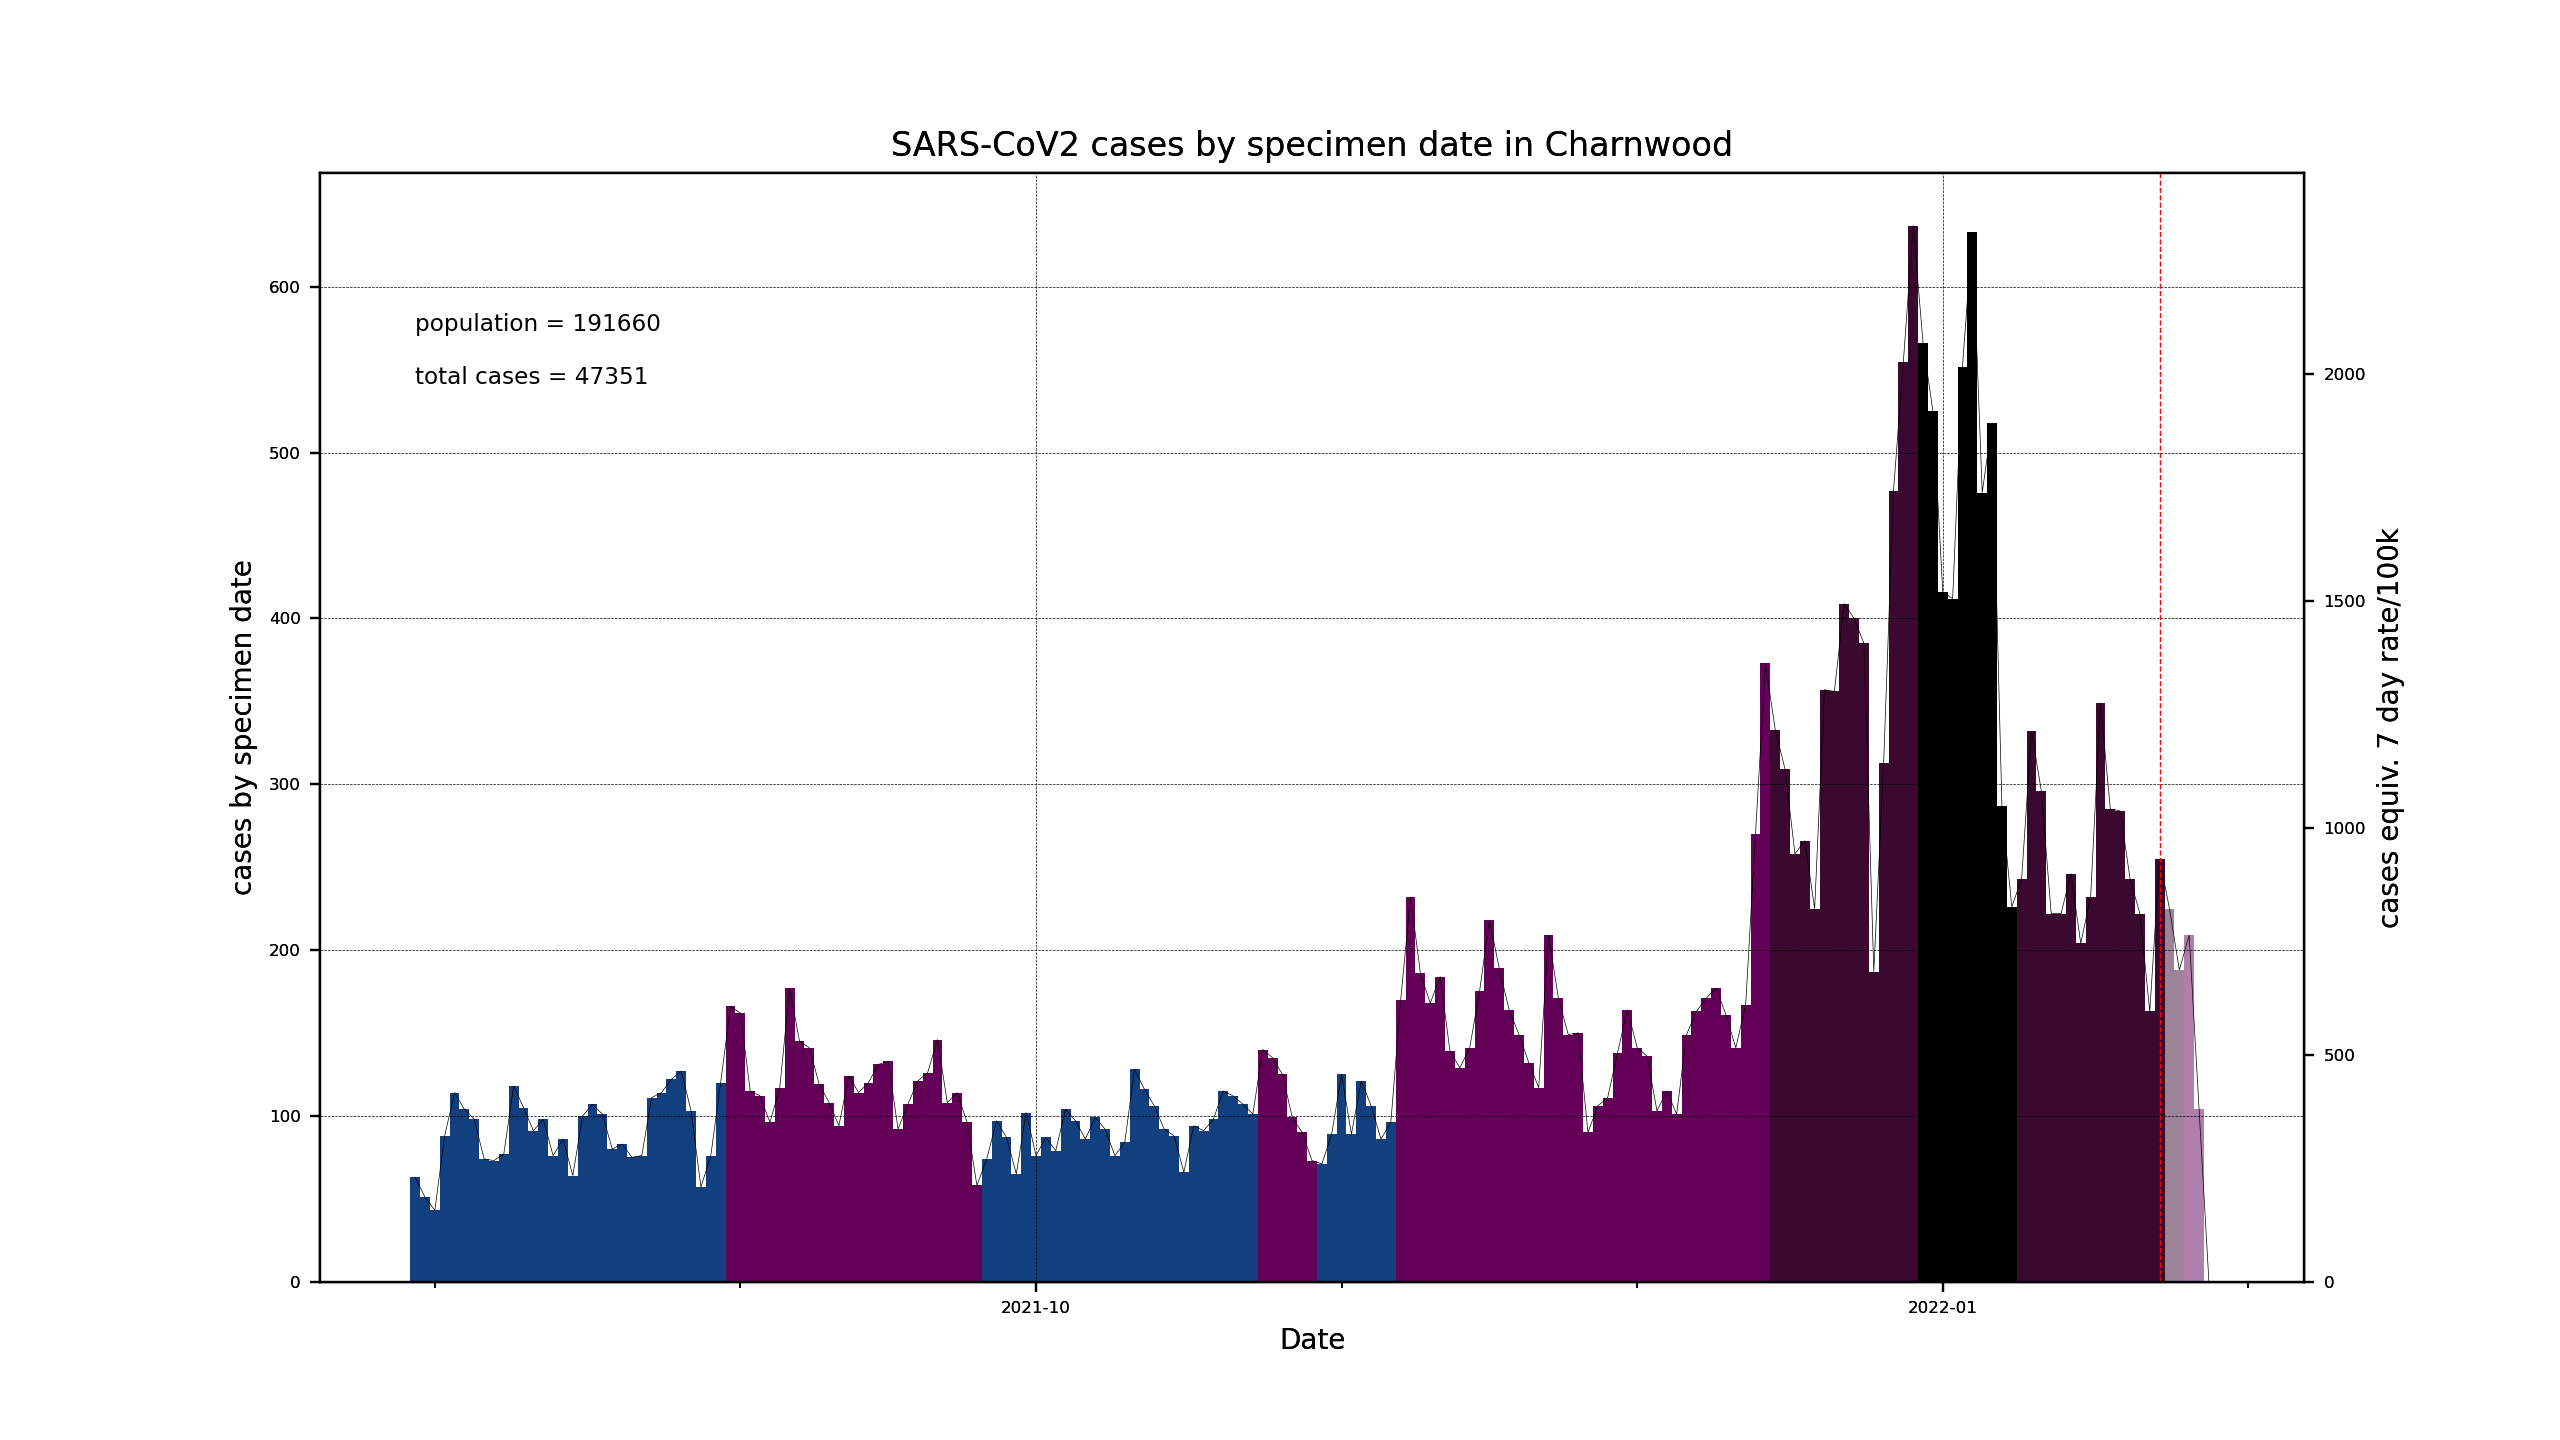 SARS-CoV2 cases by specimen date in Charnwood
population = 191660
total cases = 47351
cases by specimen date
600
500
400
300
200
100
0
2000
1500
1000
500
0
cases equiv. 7 day rate/100k
2021-10
2022-01
Date